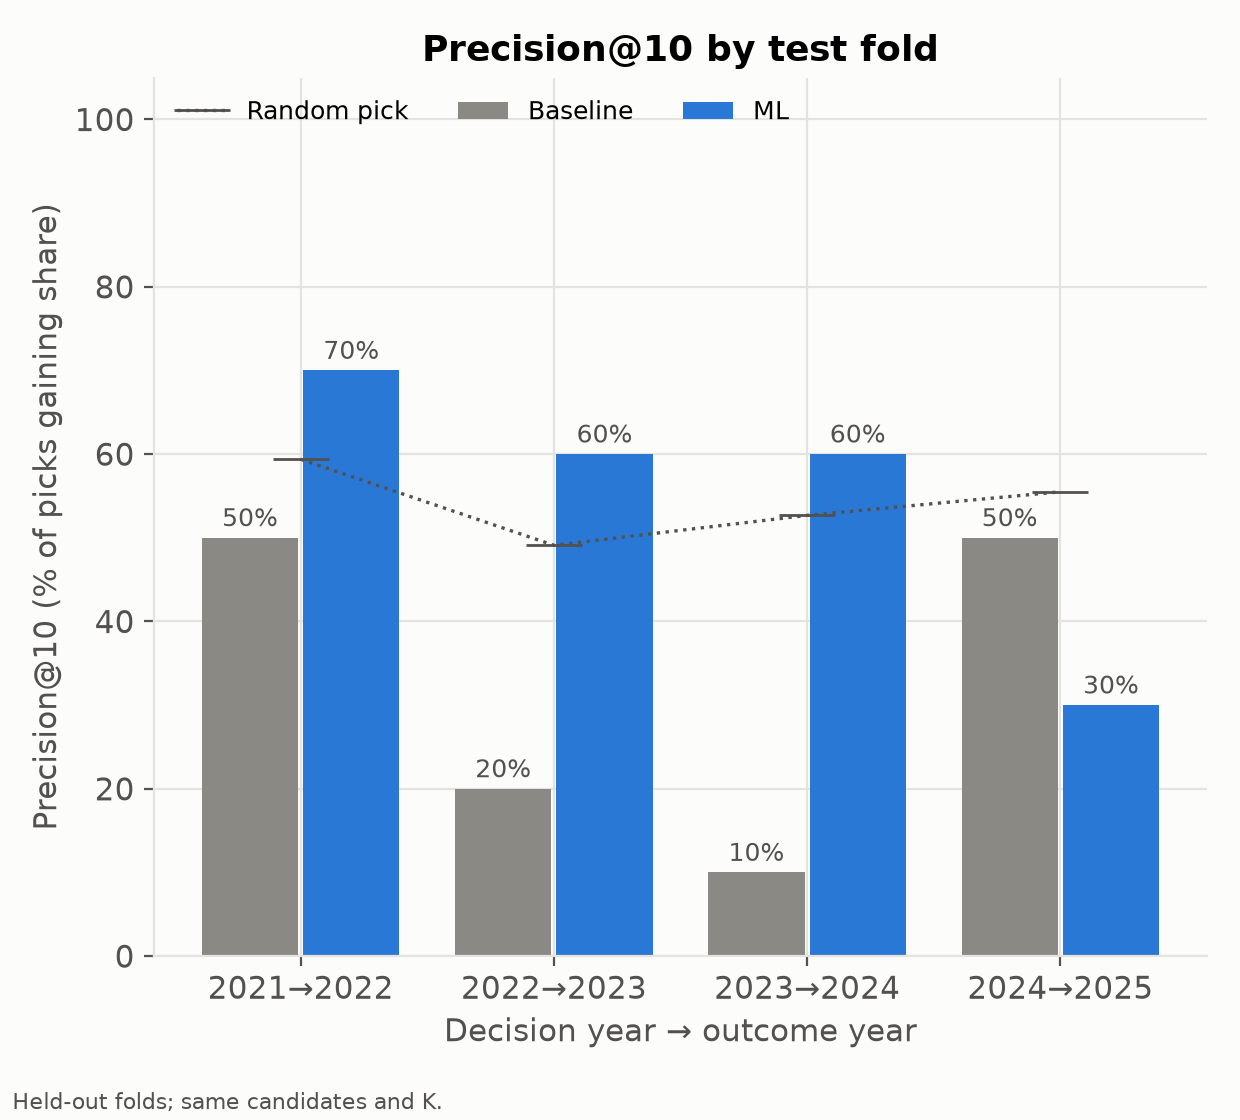 Precision@10 by test fold
Random pick
Baseline
ML
Precision@10 (% of picks gaining share)
100
80
60
40
20
0
50%
70%
20%
60%
10%
60%
50%
30%
2021→2022
2022→2023
2023→2024
2024→2025
Decision year → outcome year
Held-out folds; same candidates and K.